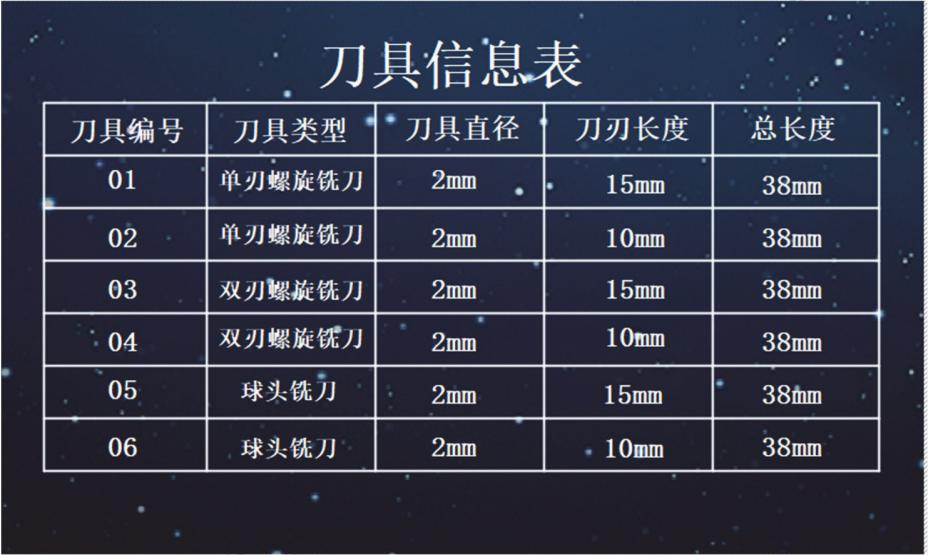 刀具信息表
刀具编号 刀具类型 刀具直径 刀刃长度 总长度
01 单刃螺旋铣刀 2mm 15mm 38mm
02 单刃螺旋铣刀 2mm 10mm 38mm
03 双刃螺旋铣刀 2mm 15mm 38mm
04 双刃螺旋铣刀 2mm 10mm 38mm
05 球头铣刀 2mm 15mm 38mm
06 球头铣刀 2mm 10mm 38mm